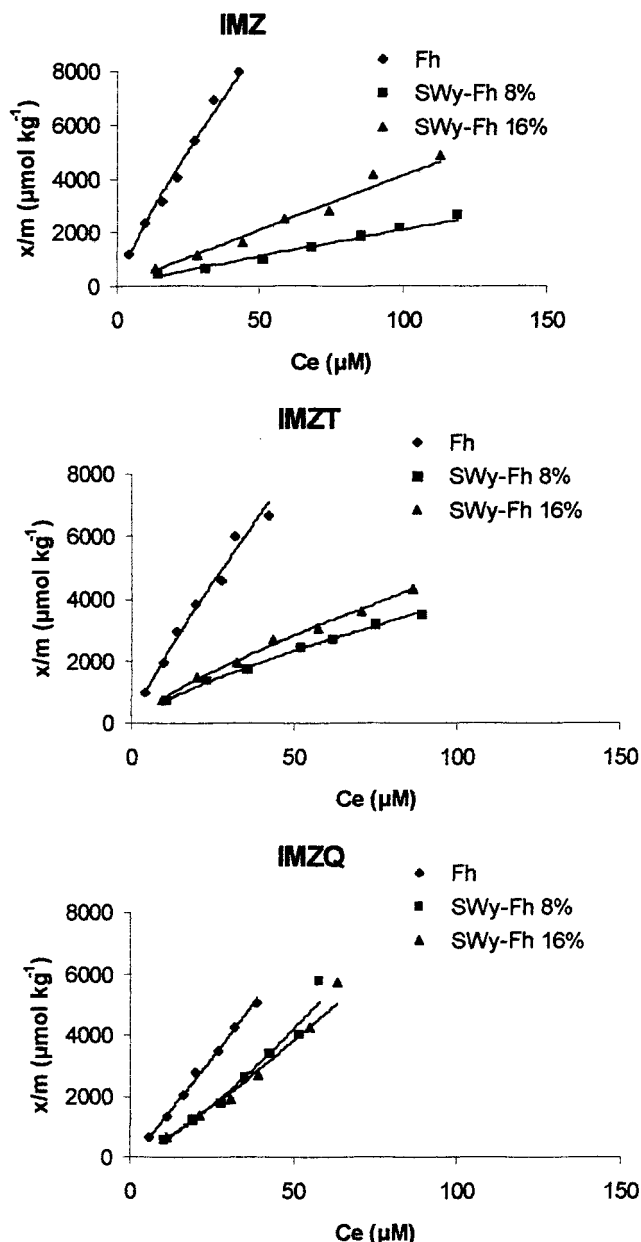 IMZ
Fh
SWy-Fh 8%
SWy-Fh 16%
x/m (µmol kg⁻¹)
8000
6000
4000
2000
0
0 50 100 150
Ce (µM)
IMZT
Fh
SWy-Fh 8%
SWy-Fh 16%
x/m (µmol kg⁻¹)
8000
6000
4000
2000
0
0 50 100 150
Ce (µM)
IMZQ
Fh
SWy-Fh 8%
SWy-Fh 16%
x/m (µmol kg⁻¹)
8000
6000
4000
2000
0
0 50 100 150
Ce (µM)